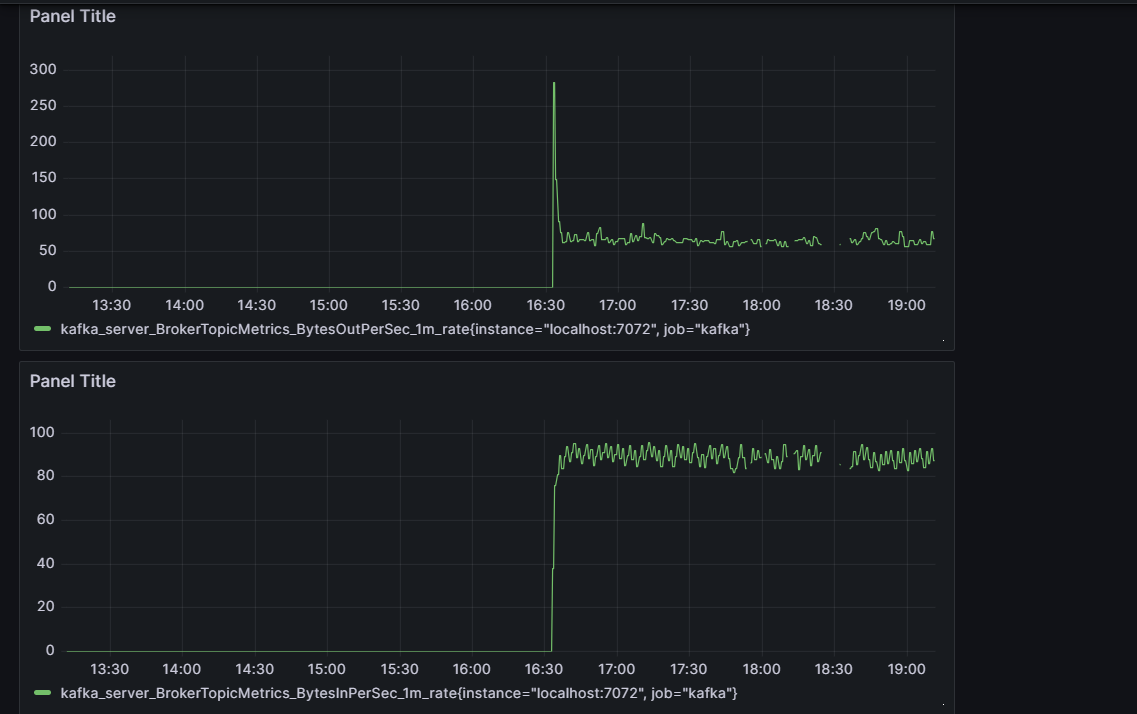 Panel Title
300
250
200
150
100
50
0
13:30 14:00 14:30 15:00 15:30 16:00 16:30 17:00 17:30 18:00 18:30 19:00
kafka_server_BrokerTopicMetrics_BytesOutPerSec_1m_rate{instance="localhost:7072", job="kafka"}
Panel Title
100
80
60
40
20
0
13:30 14:00 14:30 15:00 15:30 16:00 16:30 17:00 17:30 18:00 18:30 19:00
kafka_server_BrokerTopicMetrics_BytesInPerSec_1m_rate{instance="localhost:7072", job="kafka"}